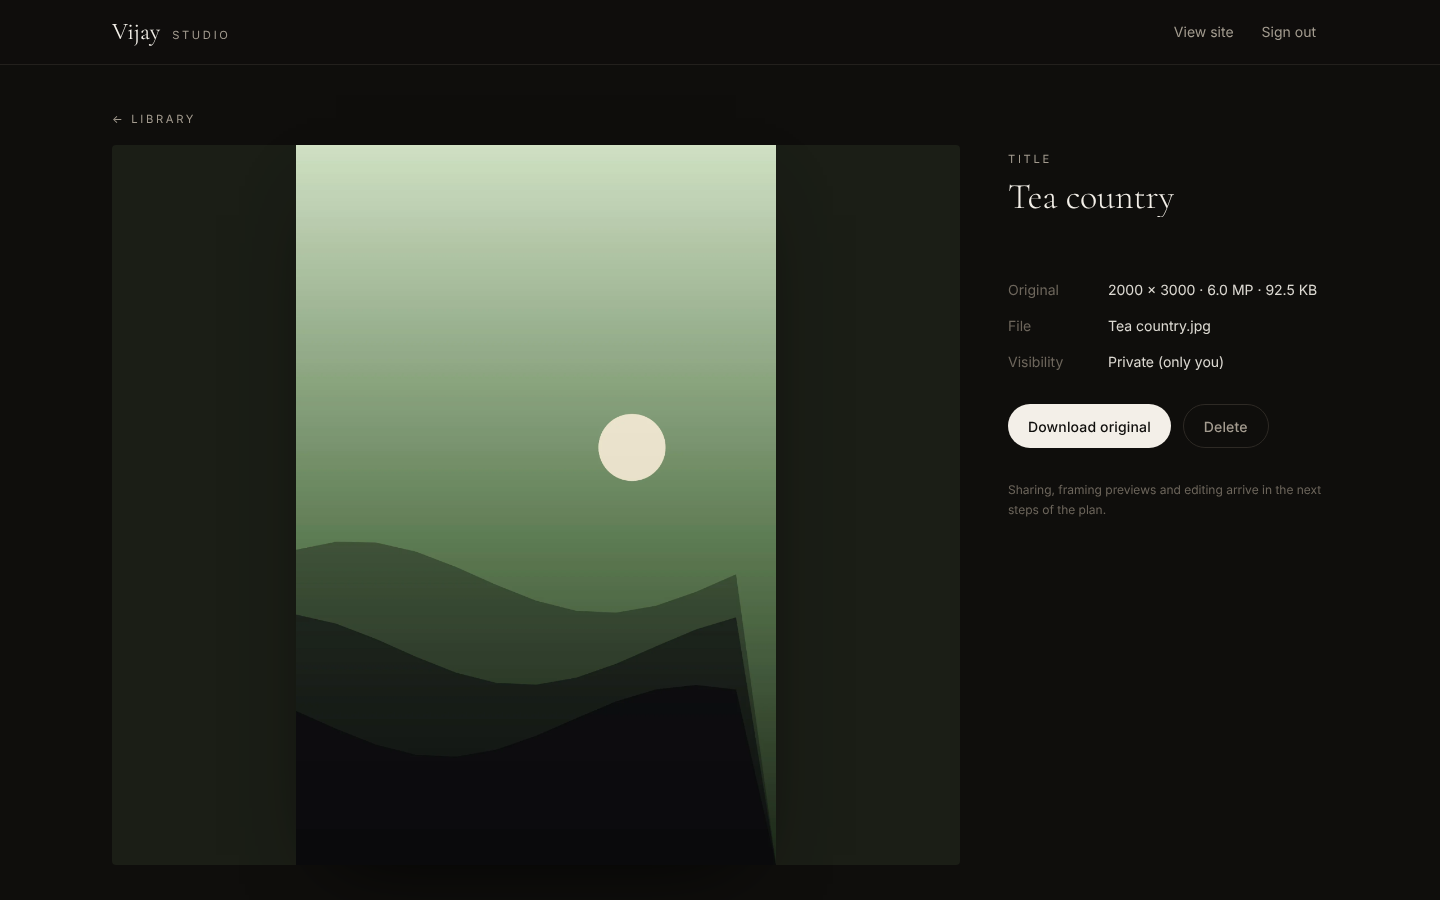 Vijay STUDIO
View site
Sign out
← LIBRARY
TITLE
Tea country
Original 2000 × 3000 · 6.0 MP · 92.5 KB
File Tea country.jpg
Visibility Private (only you)
Download original
Delete
Sharing, framing previews and editing arrive in the next
steps of the plan.